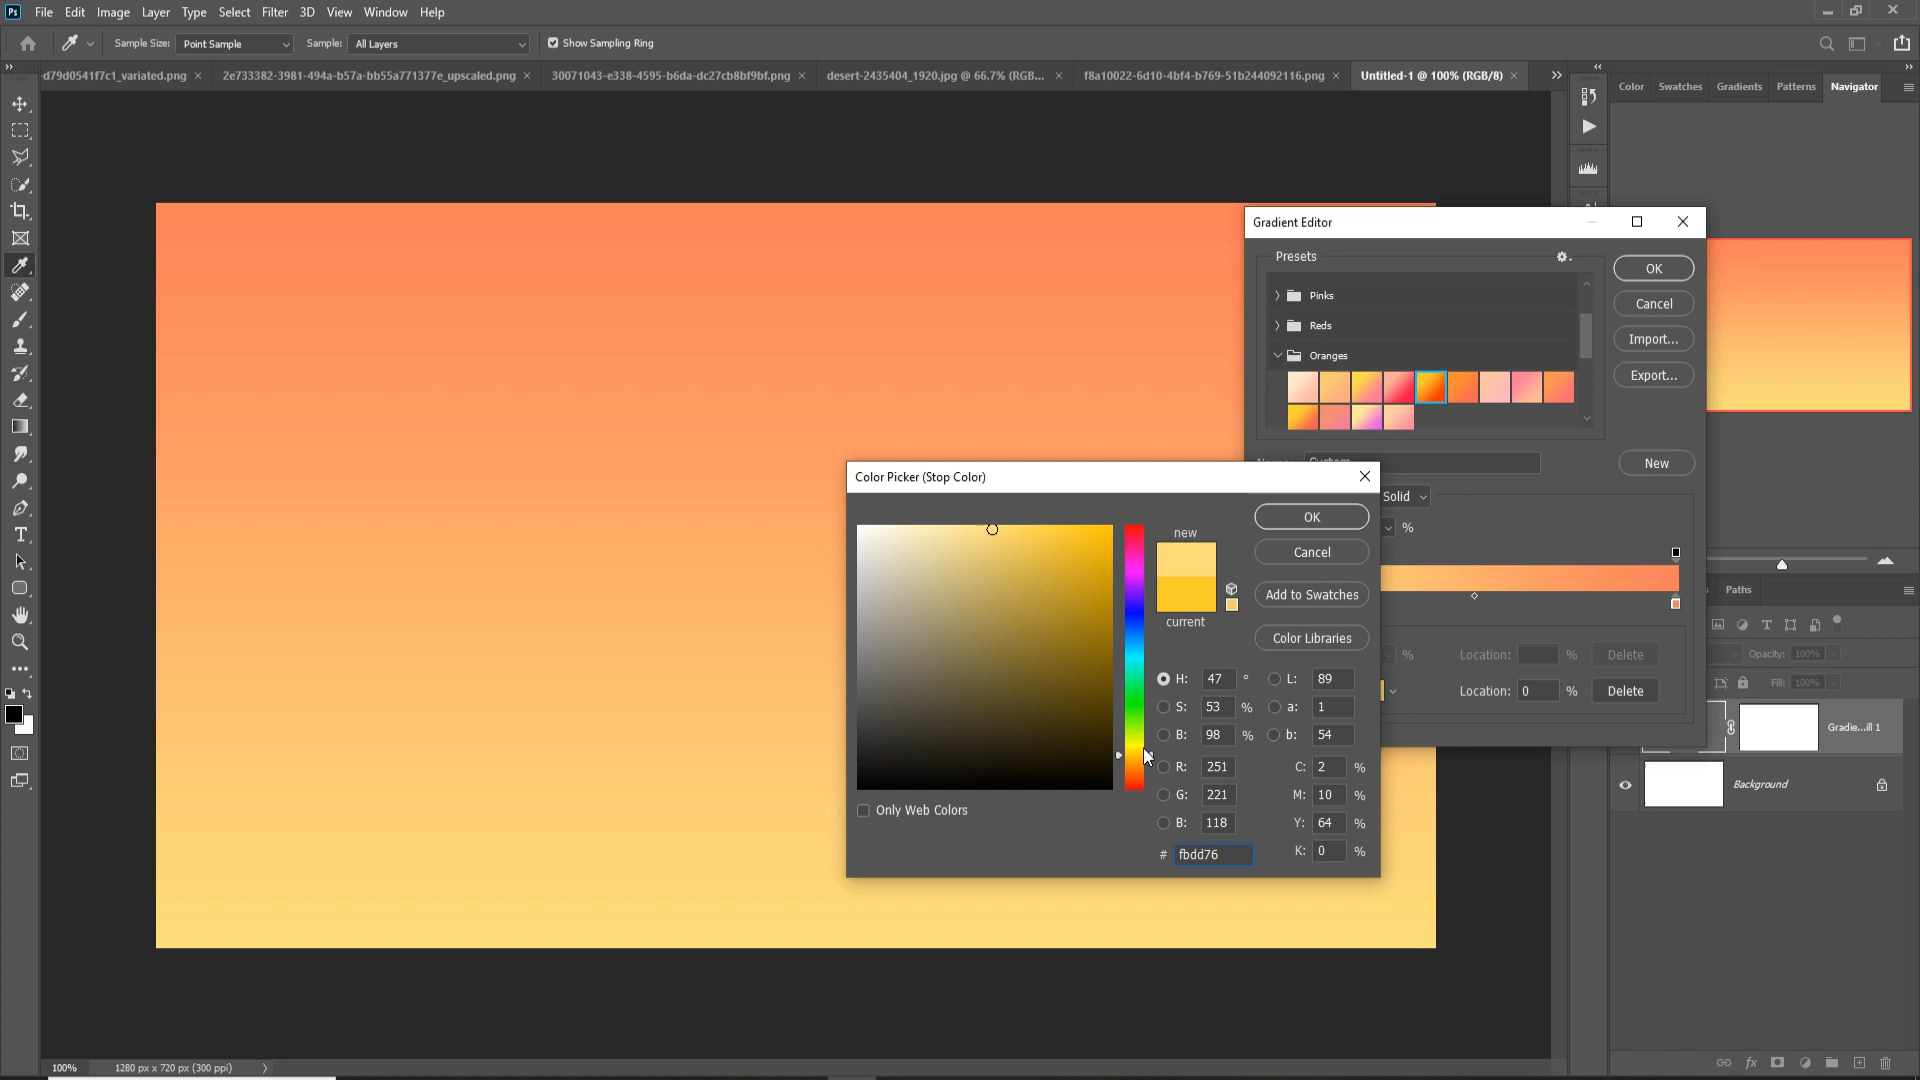 Ps File Edit Image Layer Type Select Filter 3D View Window Help
Sample Size: Point Sample Sample: All Layers Show Sampling Ring
-d79d0541f7c1_variated.png × 2e733382-3981-494a-b57a-bb55a771377e_upscaled.png × 30071043-e338-4595-b6da-dc27cb8bf9bf.png × desert-2435404_1920.jpg @ 66.7% (RGB... × f8a10022-6d10-4bf4-b769-51b244092116.png × Untitled-1 @ 100% (RGB/8) ×
Color Swatches Gradients Patterns Navigator
Gradient Editor
Presets
OK
Pinks
Cancel
Reds
Import...
Oranges
Export...
Name: Custom
New
Solid
%
Color Picker (Stop Color)
OK
new
Cancel
Add to Swatches
current
Color Libraries
H: 47 ° L: 89
S: 53 % a: 1
B: 98 % b: 54
R: 251 C: 2 %
G: 221 M: 10 %
B: 118 Y: 64 %
# fbdd76 K: 0 %
Only Web Colors
% Location: % Delete
Location: 0 % Delete
Paths
Opacity: 100%
Fill: 100%
Gradie...ill 1
Background
100% 1280 px x 720 px (300 ppi)